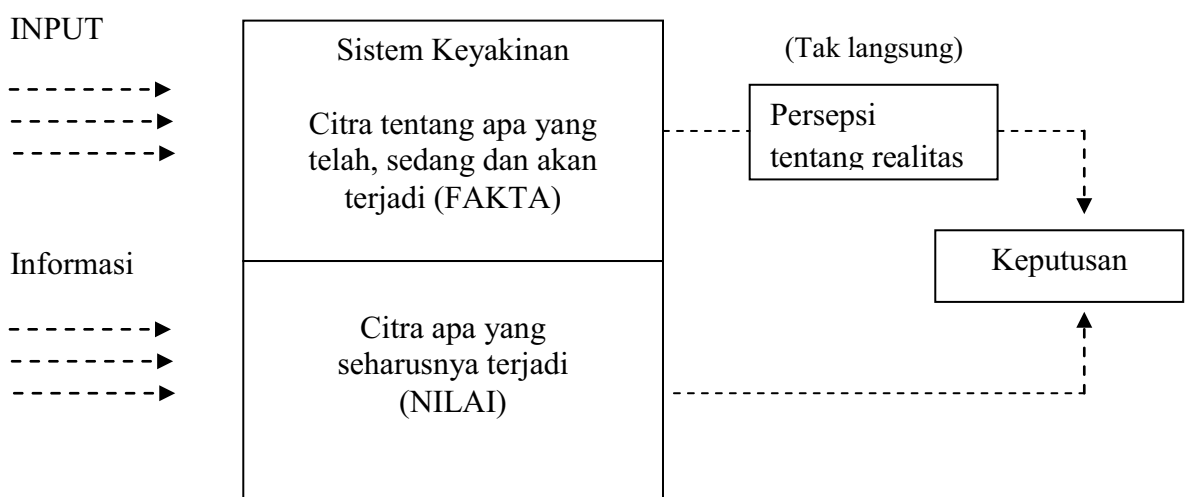 INPUT
Sistem Keyakinan
Citra tentang apa yang
telah, sedang dan akan
terjadi (FAKTA)
(Tak langsung)
Persepsi
tentang realitas
Keputusan
Informasi
Citra apa yang
seharusnya terjadi
(NILAI)